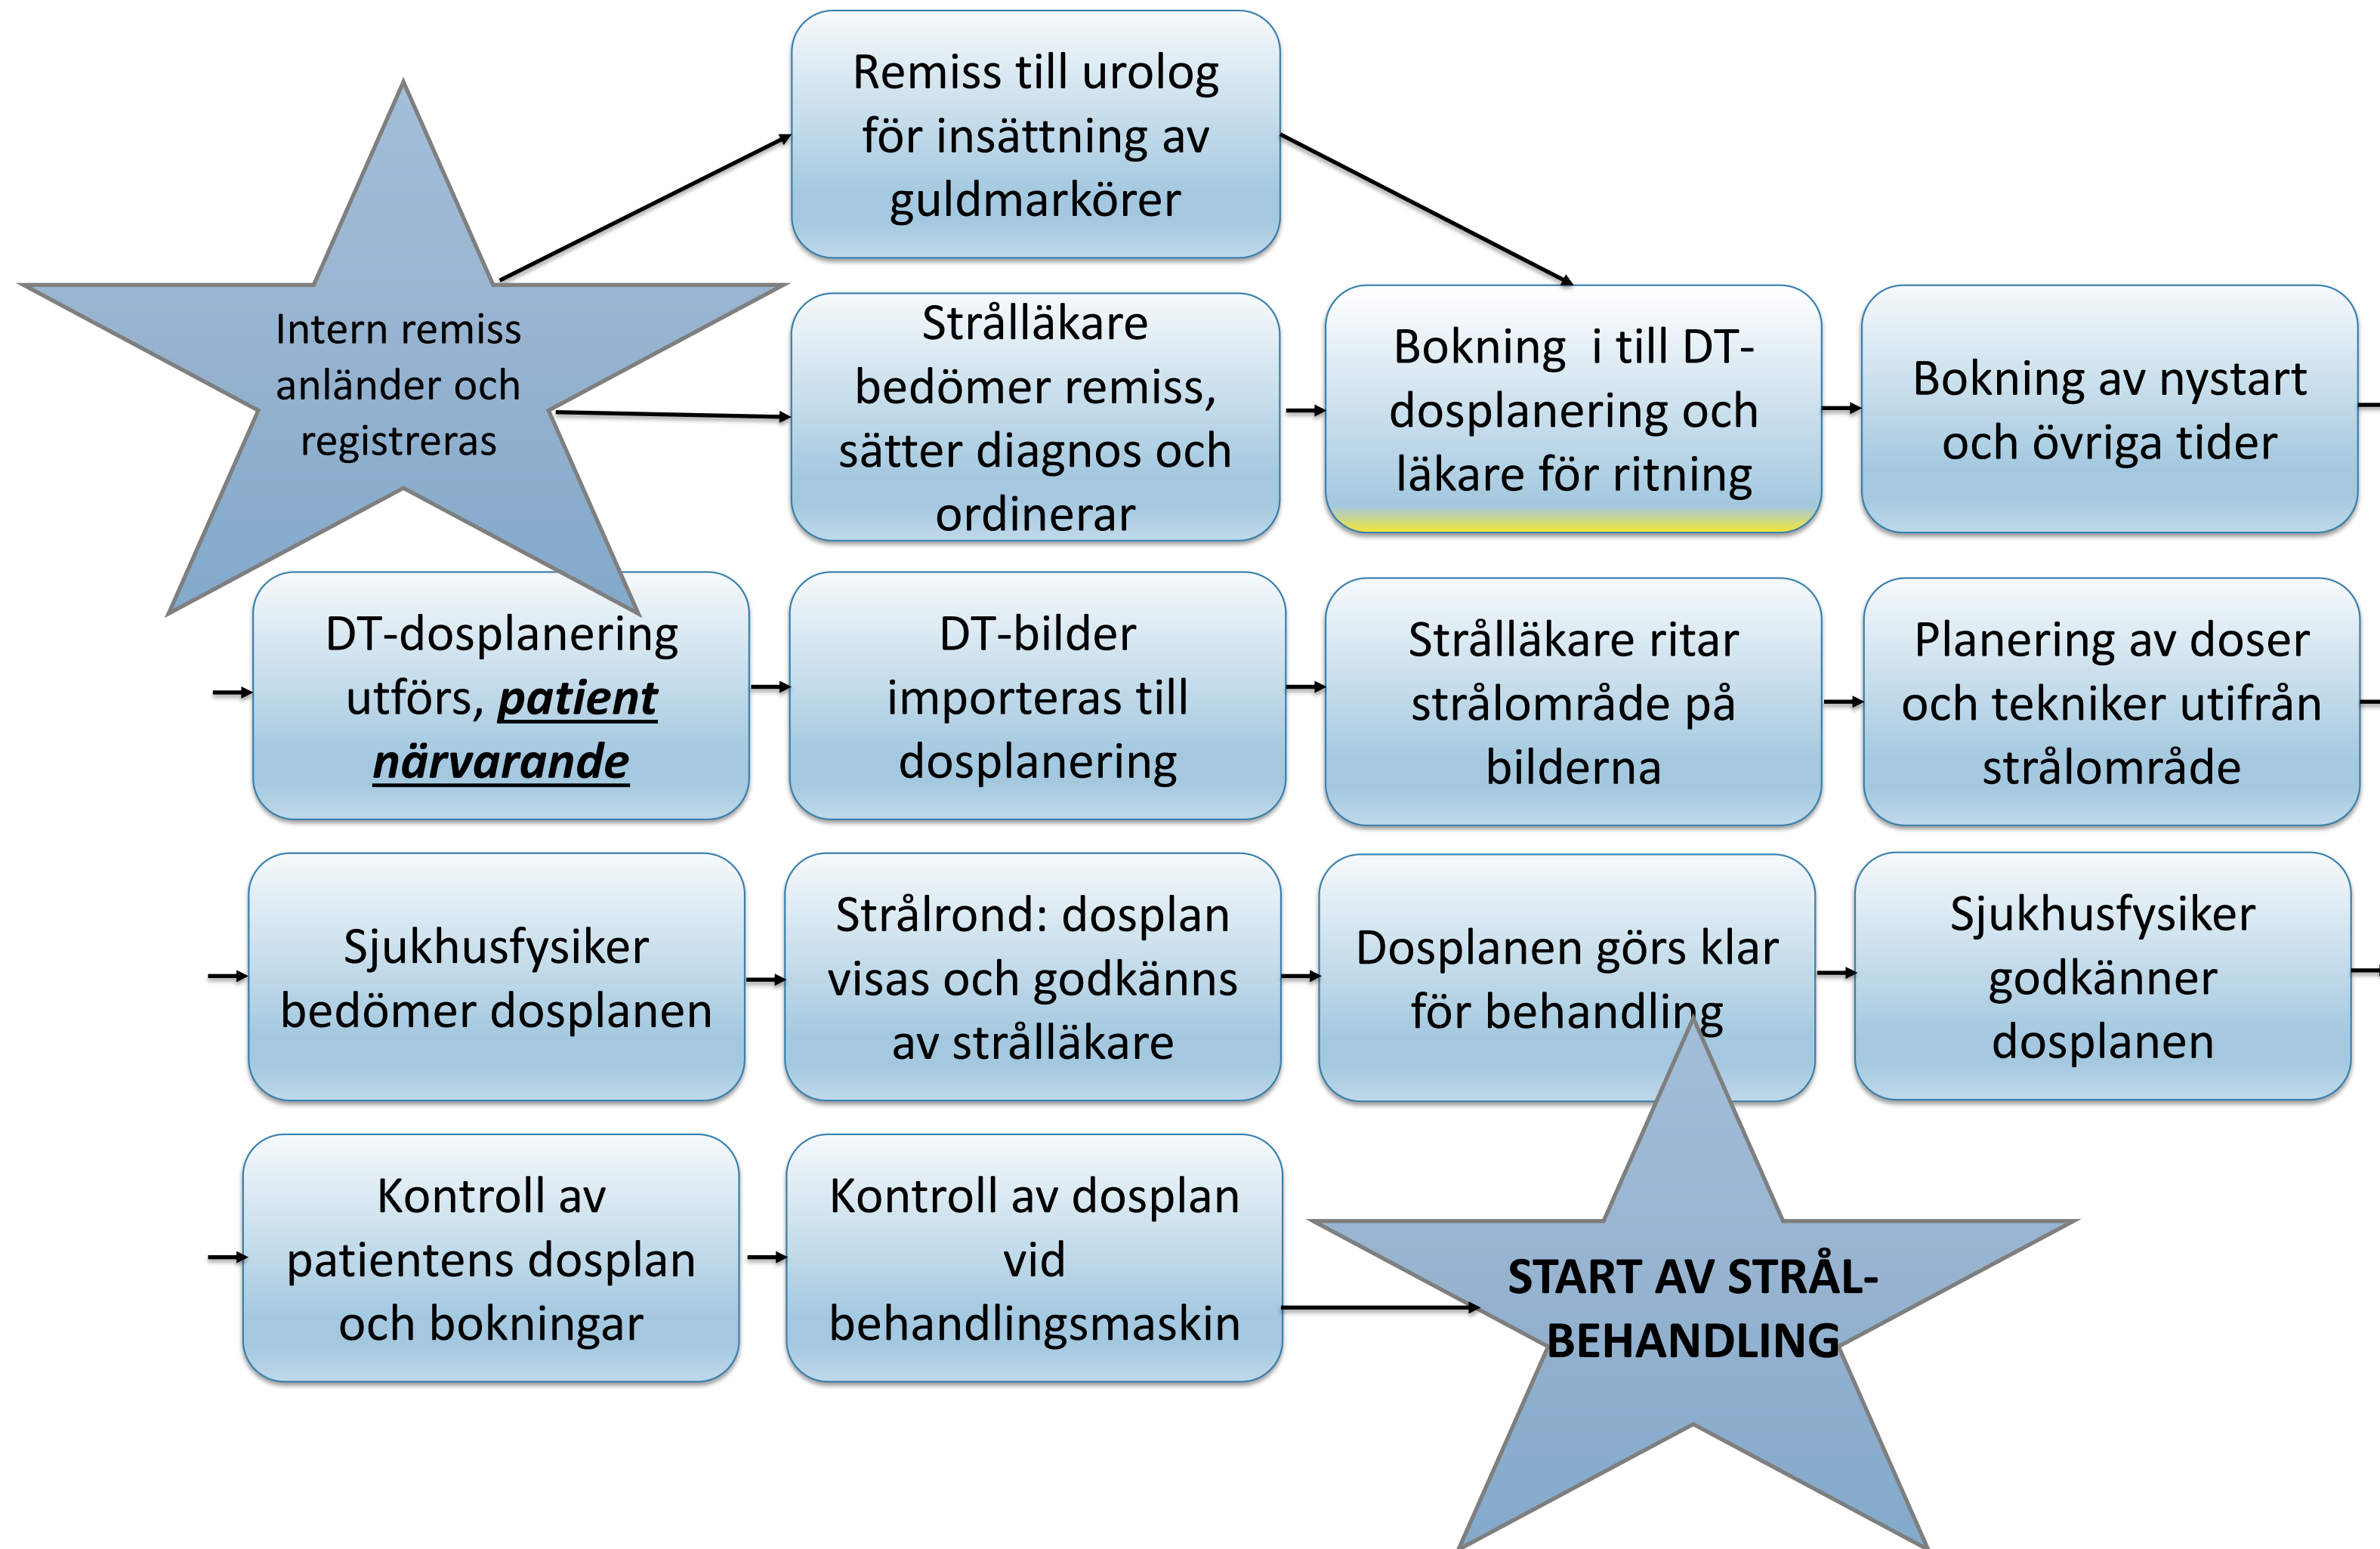 Intern remiss
anländer och
registreras
Remiss till urolog
för insättning av
guldmarkörer
Strålläkare
bedömer remiss,
sätter diagnos och
ordinerar
Bokning  i till DT-
dosplanering och
läkare för ritning
Bokning av nystart
och övriga tider
DT-dosplanering
utförs, patient
närvarande
DT-bilder
importeras till
dosplanering
Strålläkare ritar
strålområde på
bilderna
Planering av doser
och tekniker utifrån
strålområde
Sjukhusfysiker
bedömer dosplanen
Strålrond: dosplan
visas och godkänns
av strålläkare
Dosplanen görs klar
för behandling
Sjukhusfysiker
godkänner
dosplanen
Kontroll av
patientens dosplan
och bokningar
Kontroll av dosplan
vid
behandlingsmaskin
START AV STRÅL-
BEHANDLING